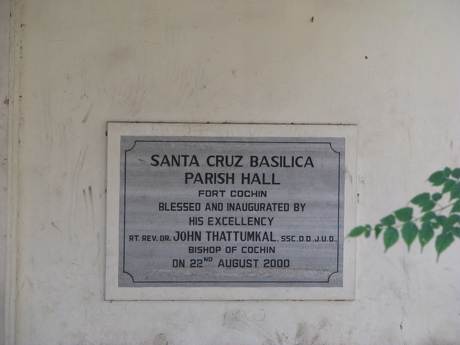 SANTA CRUZ BASILICA
PARISH HALL
FORT COCHIN
BLESSED AND INAUGURATED BY
HIS EXCELLENCY
RT. REV. DR. JOHN THATTUMKAL, SSC.D.D.,J.U.D.
BISHOP OF COCHIN
ON 22ND AUGUST 2000